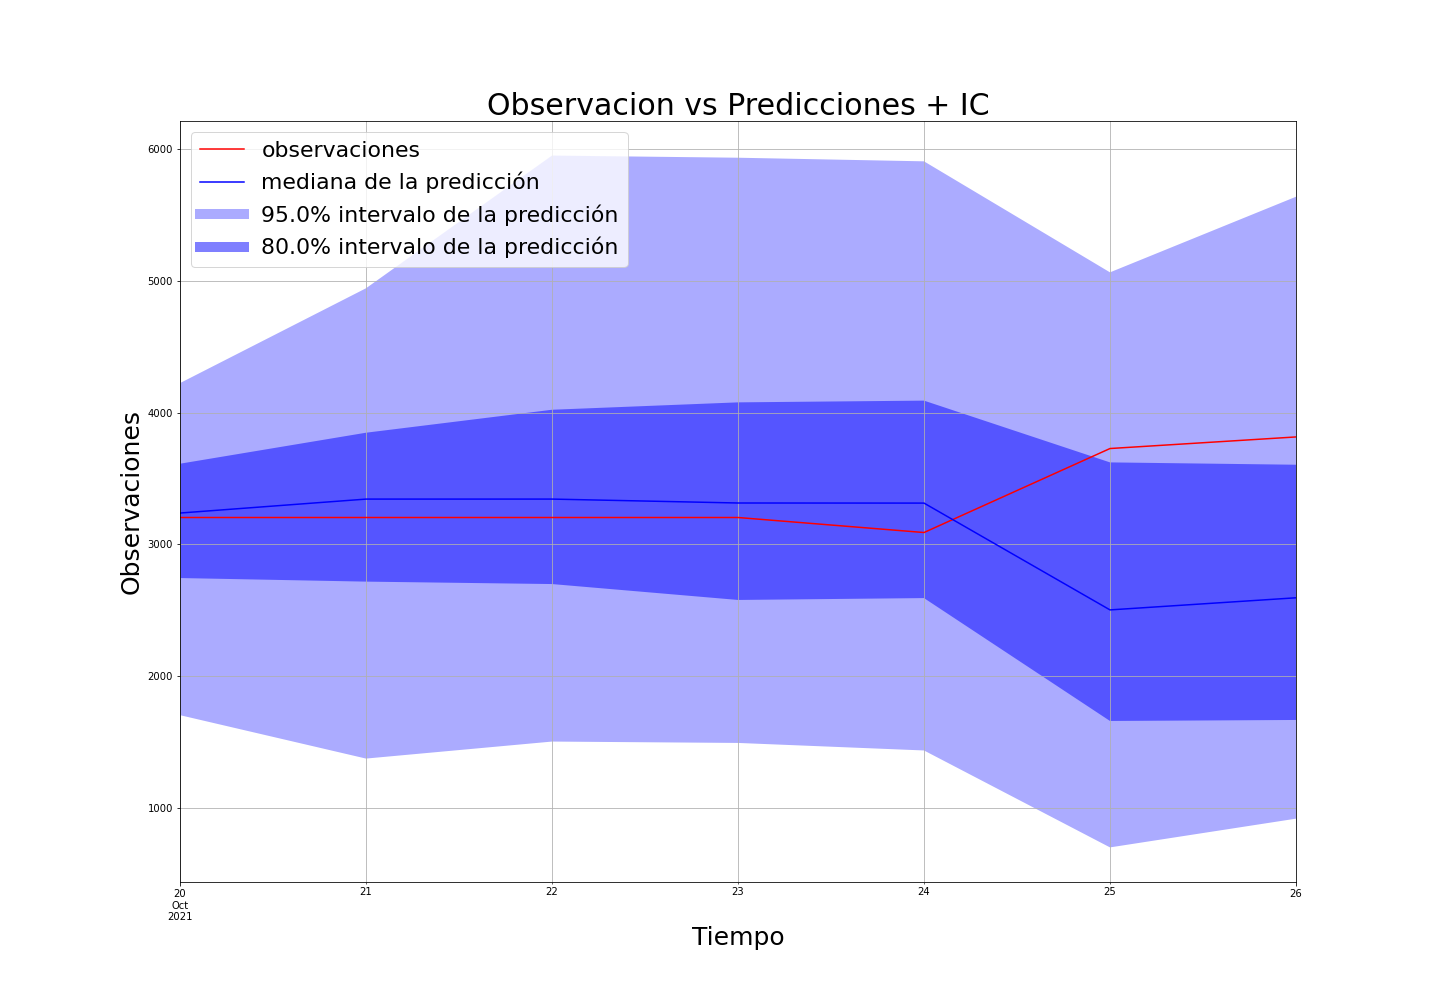 Observacion vs Predicciones + IC
observaciones
mediana de la predicción
95.0% intervalo de la predicción
80.0% intervalo de la predicción
Observaciones
6000
5000
4000
3000
2000
1000
20
Oct
2021
21
22
23
24
25
26
Tiempo